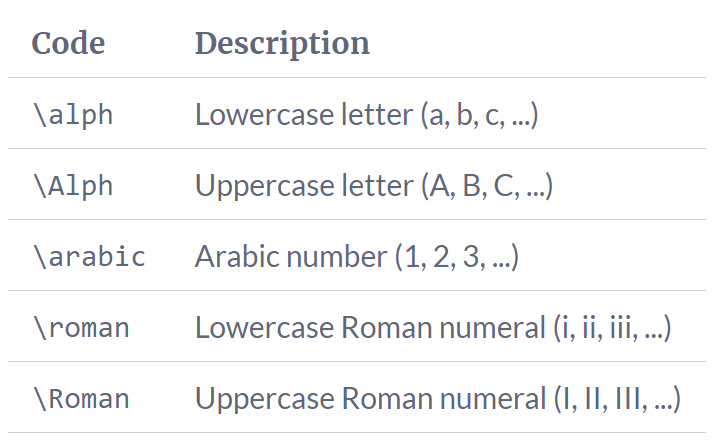 Code Description
\alph Lowercase letter (a, b, c, ...)
\Alph Uppercase letter (A, B, C, ...)
\arabic Arabic number (1, 2, 3, ...)
\roman Lowercase Roman numeral (i, ii, iii, ...)
\Roman Uppercase Roman numeral (I, II, III, ...)